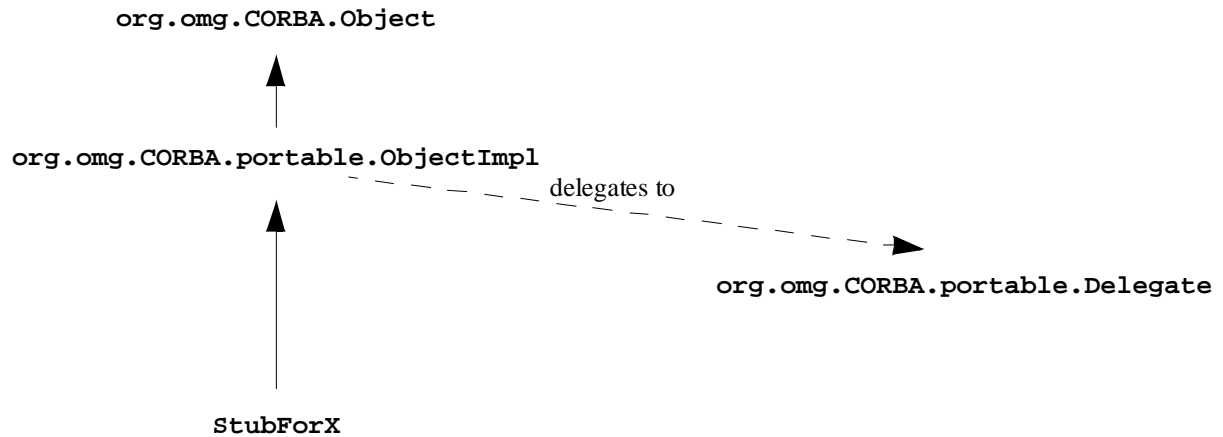 org.omg.CORBA.Object
org.omg.CORBA.portable.ObjectImpl
delegates to
org.omg.CORBA.portable.Delegate
StubForX